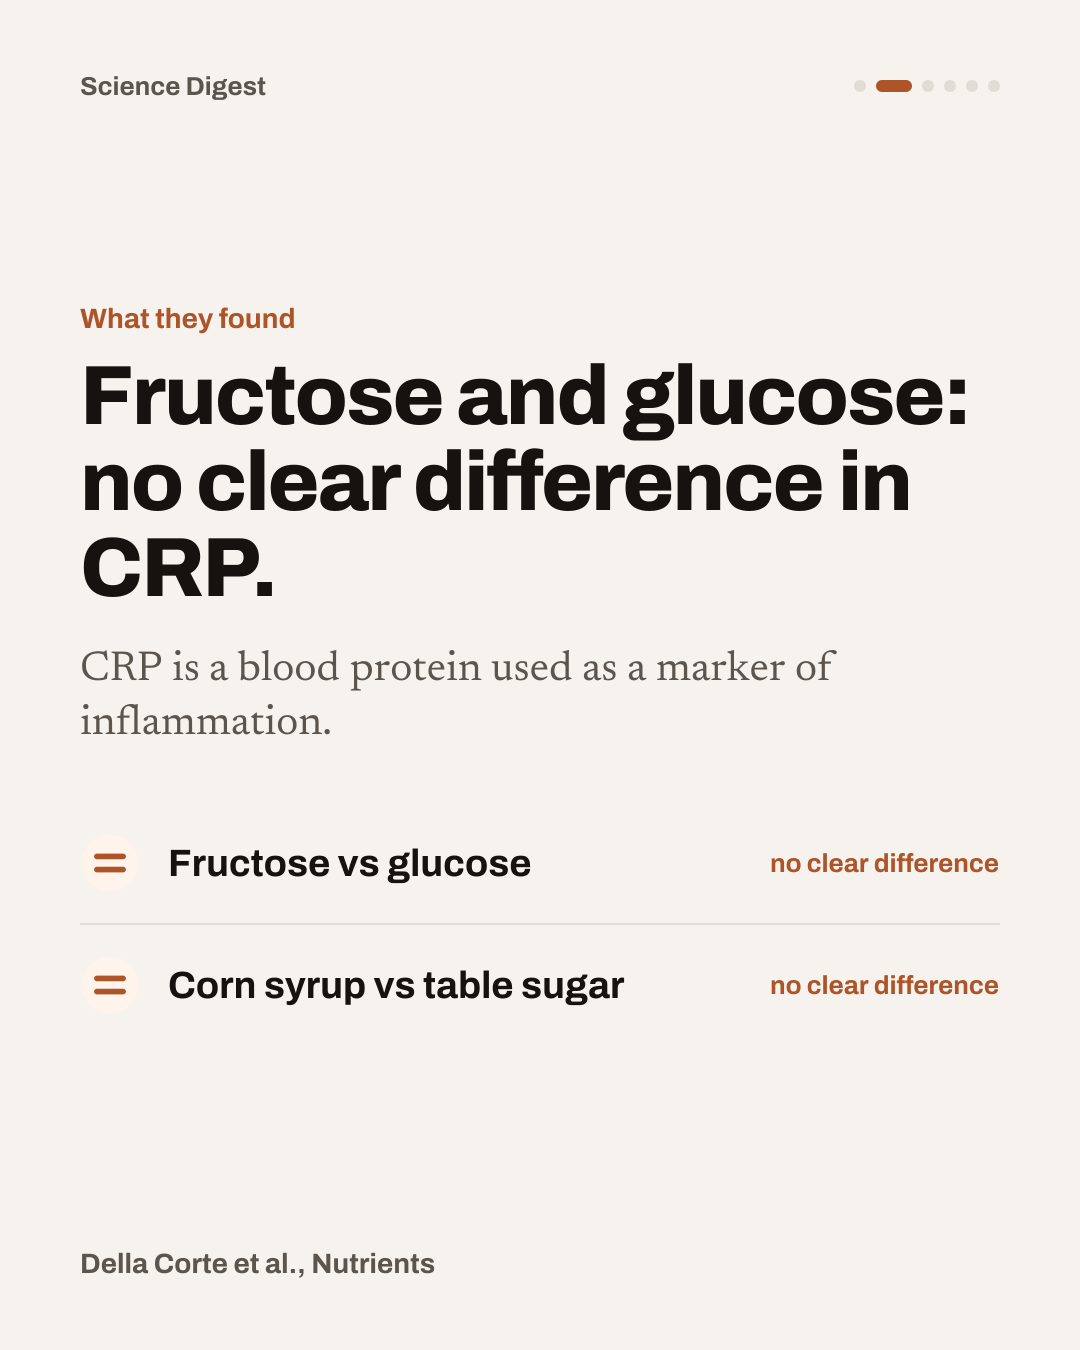 Science Digest
What they found
Fructose and glucose:
no clear difference in
CRP.
CRP is a blood protein used as a marker of
inflammation.
Fructose vs glucose
no clear difference
Corn syrup vs table sugar
no clear difference
Della Corte et al., Nutrients